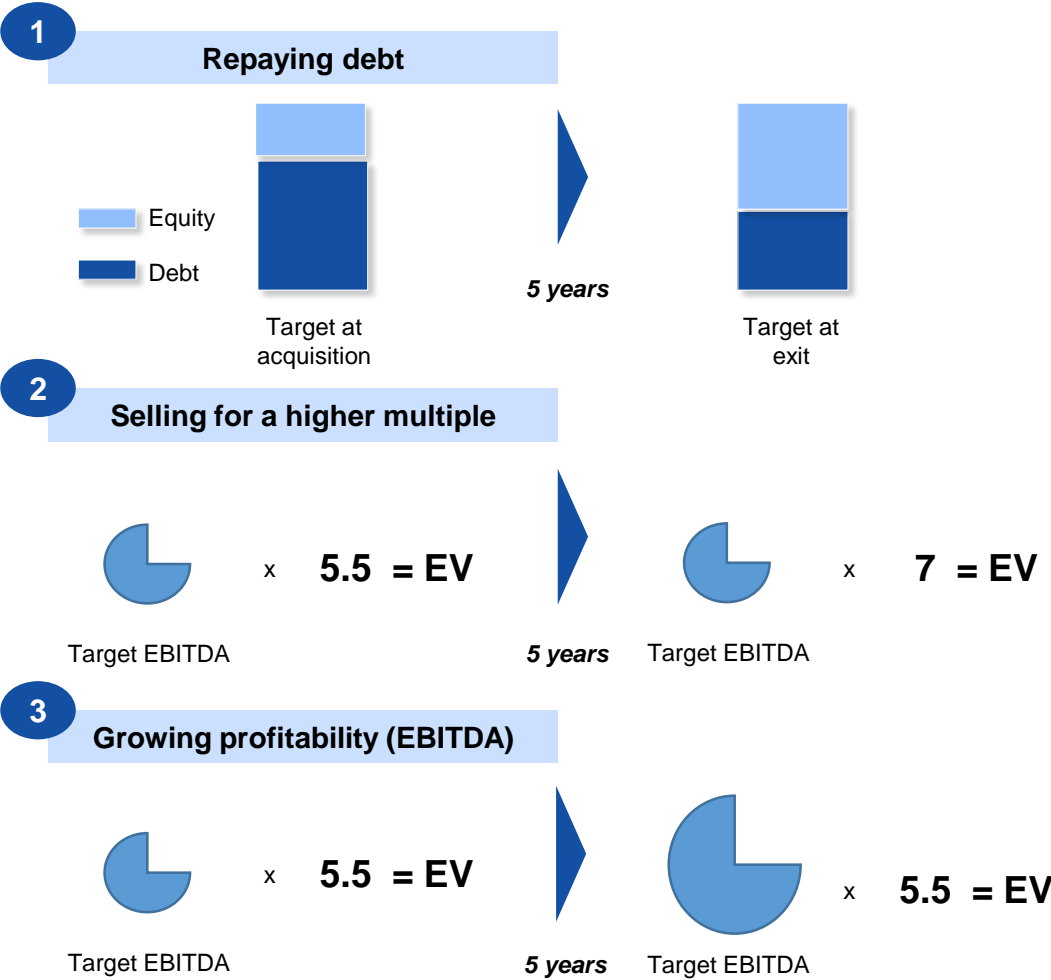 1
Repaying debt
Equity
Debt
5 years
Target at
acquisition
Target at
exit
2
Selling for a higher multiple
x 5.5 = EV
x 7 = EV
Target EBITDA
5 years
Target EBITDA
3
Growing profitability (EBITDA)
x 5.5 = EV
x 5.5 = EV
Target EBITDA
5 years
Target EBITDA